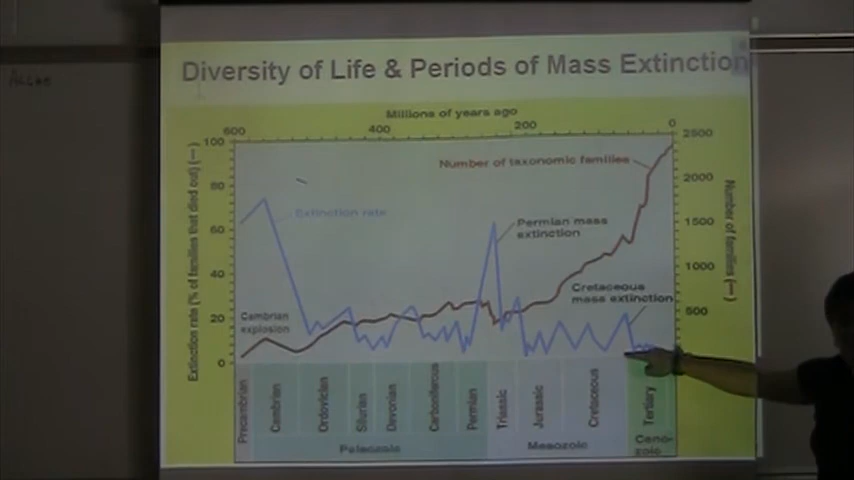 Diversity of Life & Periods of Mass Extinction
Millions of years ago
600
400
200
0
100
80
60
40
20
0
2500
2000
1500
1000
500
Extinction rate (% of families that died out) (—)
Number of families (—)
Number of taxonomic families
Extinction rate
Permian mass
extinction
Cretaceous
mass extinction
Cambrian
explosion
Precambrian
Cambrian
Ordovician
Silurian
Devonian
Carboniferous
Permian
Triassic
Jurassic
Cretaceous
Tertiary
Paleozoic
Mesozoic
Ceno-
zoic